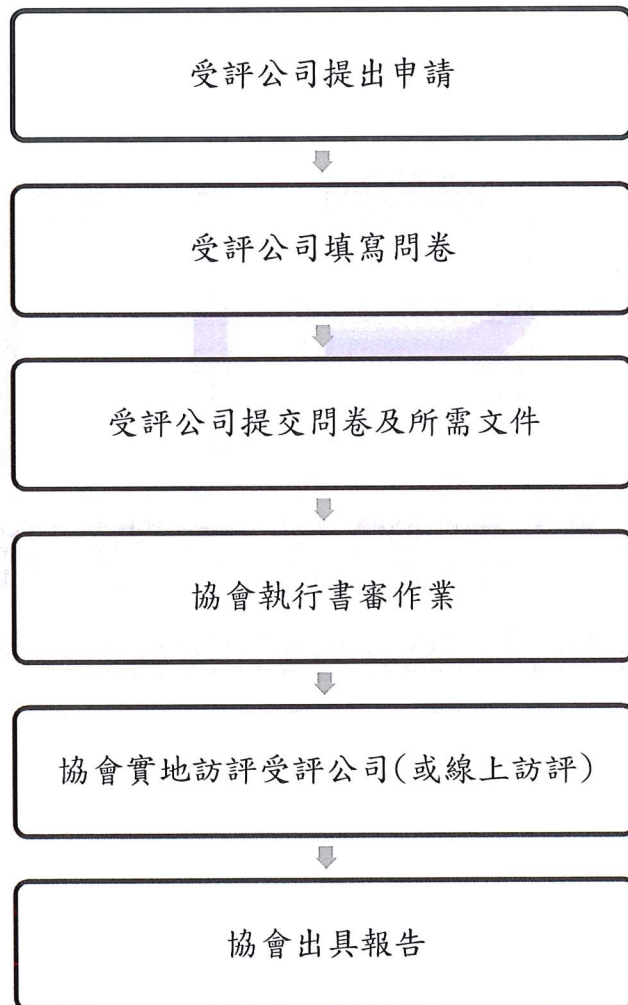 受評公司提出申請
受評公司填寫問卷
受評公司提交問卷及所需文件
協會執行書審作業
協會實地訪評受評公司(或線上訪評)
協會出具報告